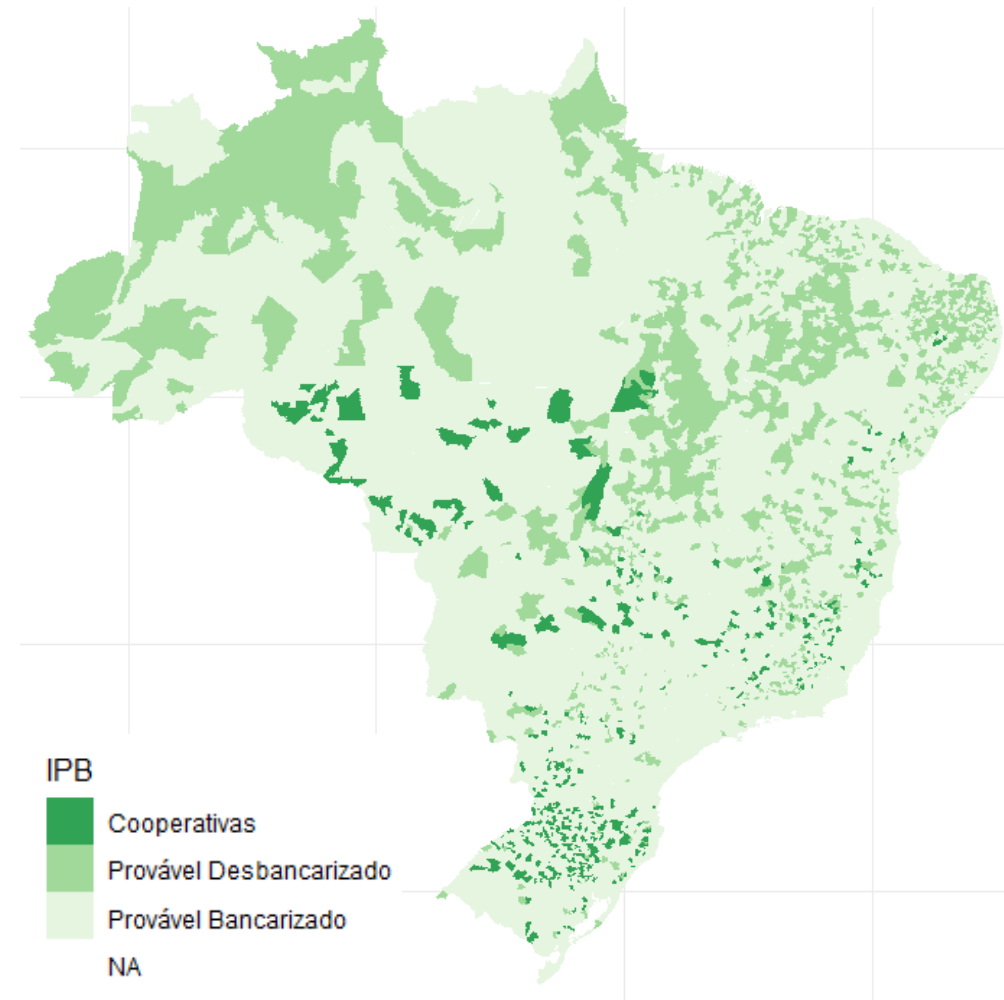 IPB
Cooperativas
Provável Desbancarizado
Provável Bancarizado
NA